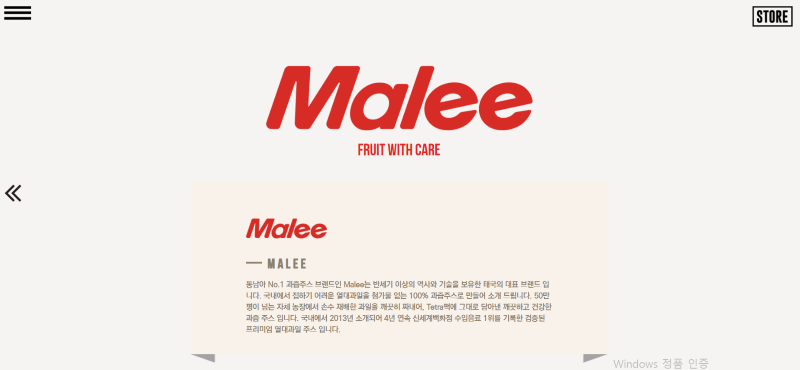 STORE
Malee
FRUIT WITH CARE
Malee
MALEE
동남아 No.1 과즙주스 브랜드인 Malee는 반세기 이상의 역사와 기술을 보유한 태국의 대표 브랜드 입
니다. 국내에서 접하기 어려운 열대과일을 첨가물 없는 100% 과즙주스로 만들어 소개 드립니다. 50만
평이 넘는 자체 농장에서 손수 재배한 과일을 깨끗히 짜내어, Tetra팩에 그대로 담아낸 깨끗하고 건강한
과즙 주스 입니다. 국내에서 2013년 소개되어 4년 연속 신세계백화점 수입음료 1위를 기록한 검증된
프리미엄 열대과일 주스 입니다.
Windows 정품 인증